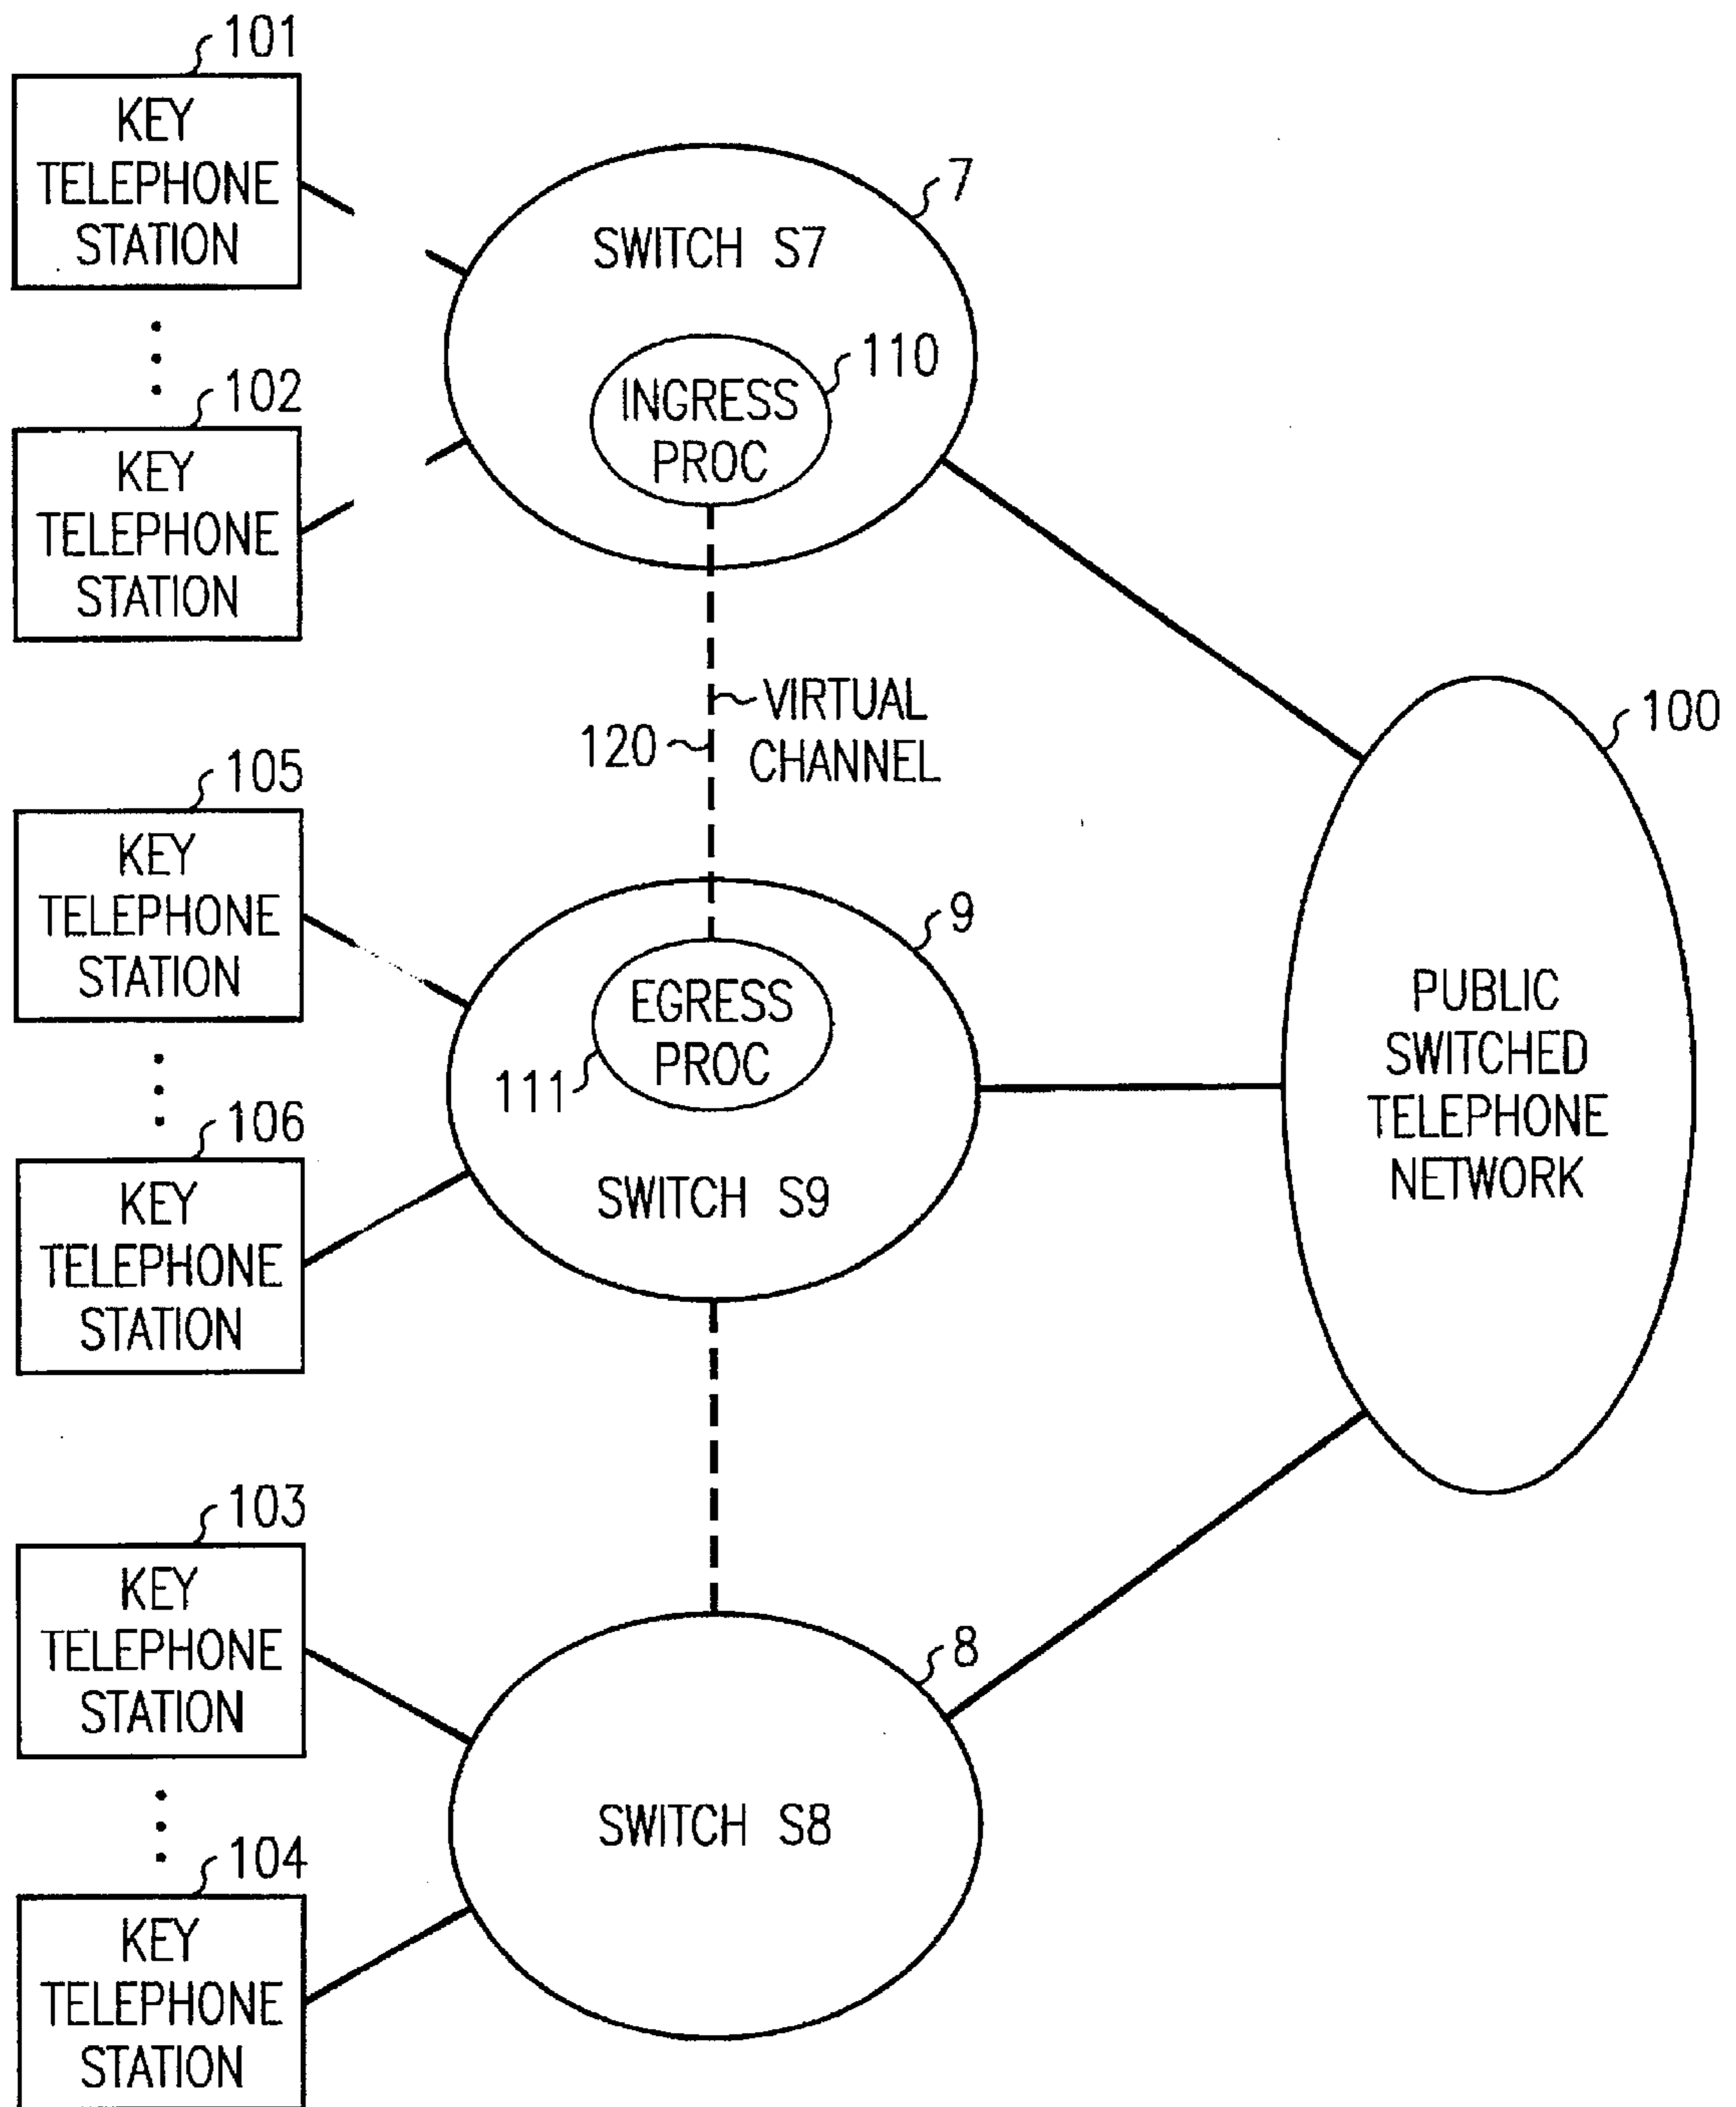 101
KEY
TELEPHONE
STATION
102
KEY
TELEPHONE
STATION
7
SWITCH S7
110
INGRESS
PROC
VIRTUAL
CHANNEL
120
100
PUBLIC
SWITCHED
TELEPHONE
NETWORK
105
KEY
TELEPHONE
STATION
106
KEY
TELEPHONE
STATION
9
EGRESS
PROC
111
SWITCH S9
103
KEY
TELEPHONE
STATION
104
KEY
TELEPHONE
STATION
8
SWITCH S8